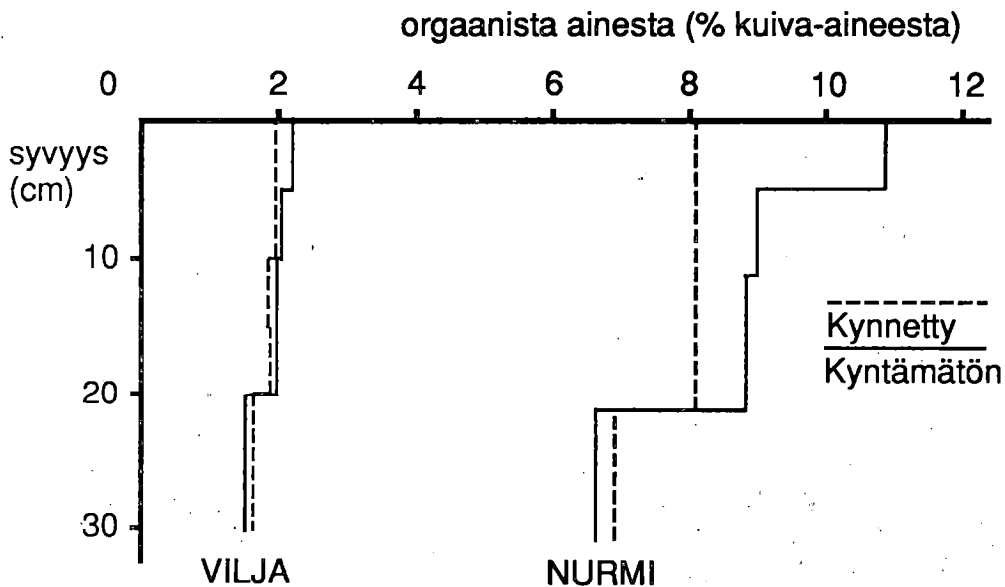 orgaanista ainesta (% kuiva-aineesta)
0 2 4 6 8 10 12
syvyys
(cm)
10
20
30
Kynnetty
Kyntämätön
VILJA NURMI